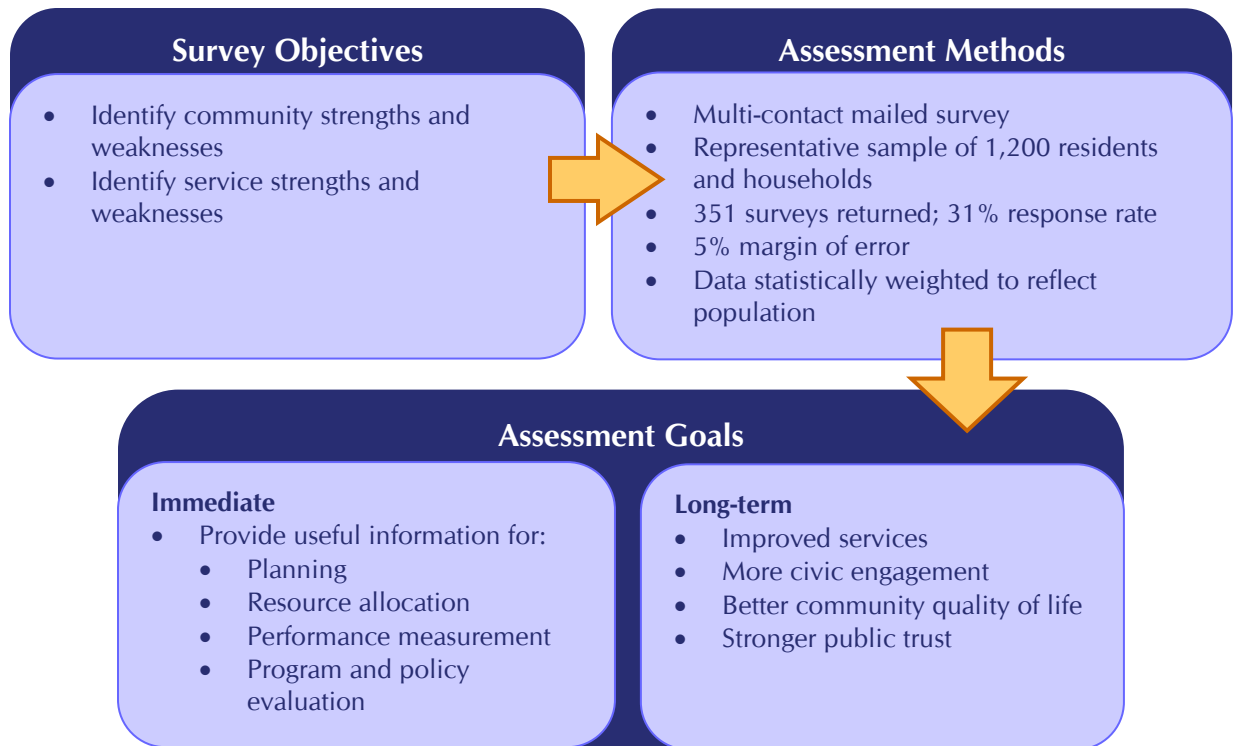 Survey Objectives
• Identify community strengths and
weaknesses
• Identify service strengths and
weaknesses
Assessment Methods
• Multi-contact mailed survey
• Representative sample of 1,200 residents
and households
• 351 surveys returned; 31% response rate
• 5% margin of error
• Data statistically weighted to reflect
population
Assessment Goals
Immediate
• Provide useful information for:
• Planning
• Resource allocation
• Performance measurement
• Program and policy
evaluation
Long-term
• Improved services
• More civic engagement
• Better community quality of life
• Stronger public trust